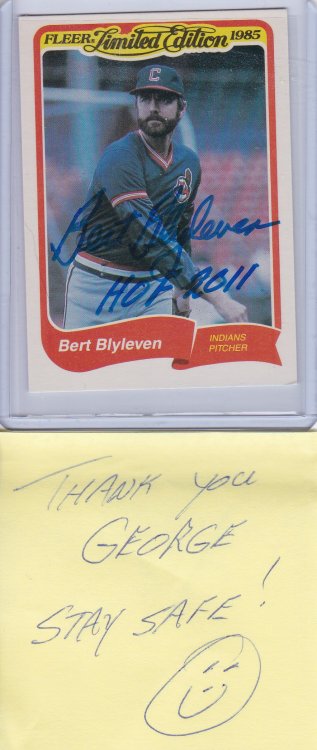 FLEER. Limited Edition 1985
C
Bert Blyleven
HOF 2011
Bert Blyleven
INDIANS
PITCHER
THANK YOU
GEORGE
STAY SAFE!